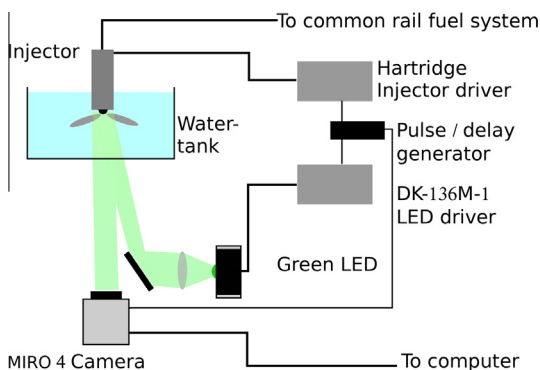 To common rail fuel system
Injector
Hartridge
Injector driver
Water-
tank
Pulse / delay
generator
DK-136M-1
LED driver
Green LED
MIRO 4 Camera
To computer